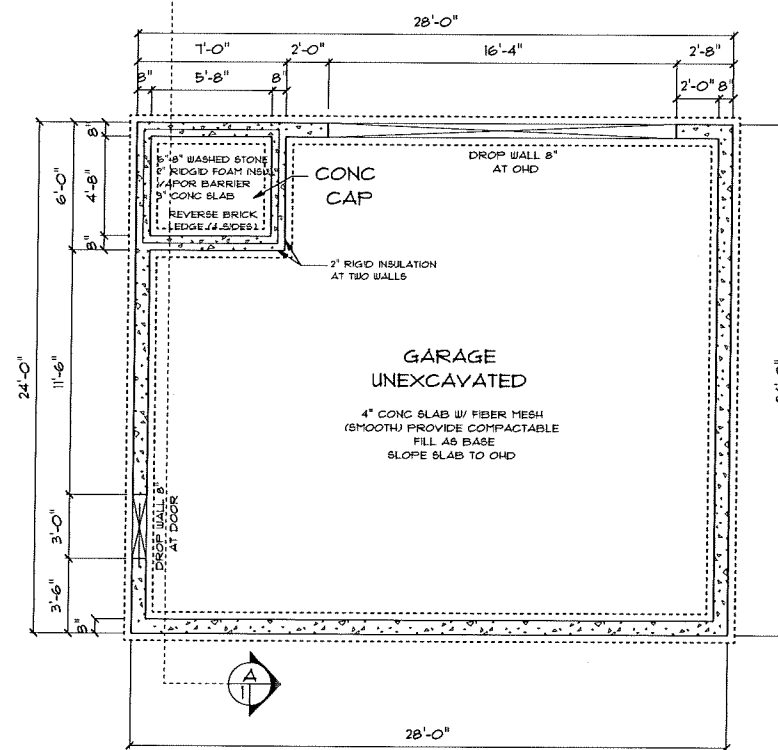 28'-0"
7'-0" 2'-0" 16'-4" 2'-8"
8" 5'-8" 8" 2'-0" 8"
8"
6'-0"
4'-8"
8"
6"-8" WASHED STONE
RIDGID FOAM
VAPOR BARRIER
CONC SLAB
REVERSE BRICK
EDGE (4 SIDES)
CONC
CAP
DROP WALL 8"
AT OHD
2" RIGID INSULATION
AT TWO WALLS
24'-0"
11'-6"
GARAGE
UNEXCAVATED
4" CONC SLAB W/ FIBER MESH
(SMOOTH) PROVIDE COMPACTABLE
FILL AS BASE
SLOPE SLAB TO OHD
DROP WALL 8"
AT DOOR
3'-0"
3'-6"
8"
A
1
28'-0"